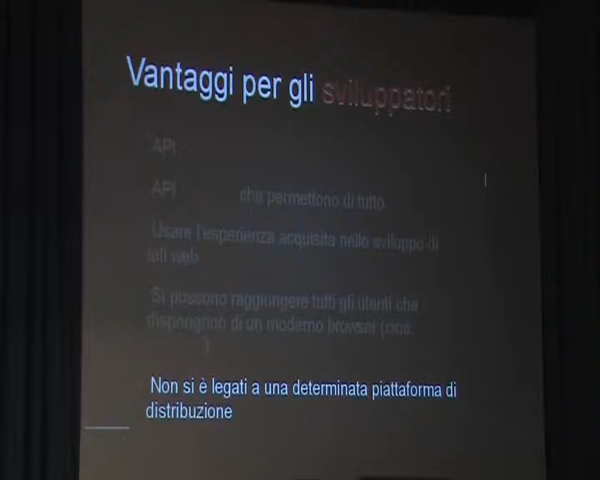 Vantaggi per gli sviluppatori
API
API che permettono di tutto
Usare l'esperienza acquisita nello sviluppo di
siti web
Si possono raggiungere tutti gli utenti che
dispongono di un moderno browser (cioè:
)
Non si è legati a una determinata piattaforma di
distribuzione